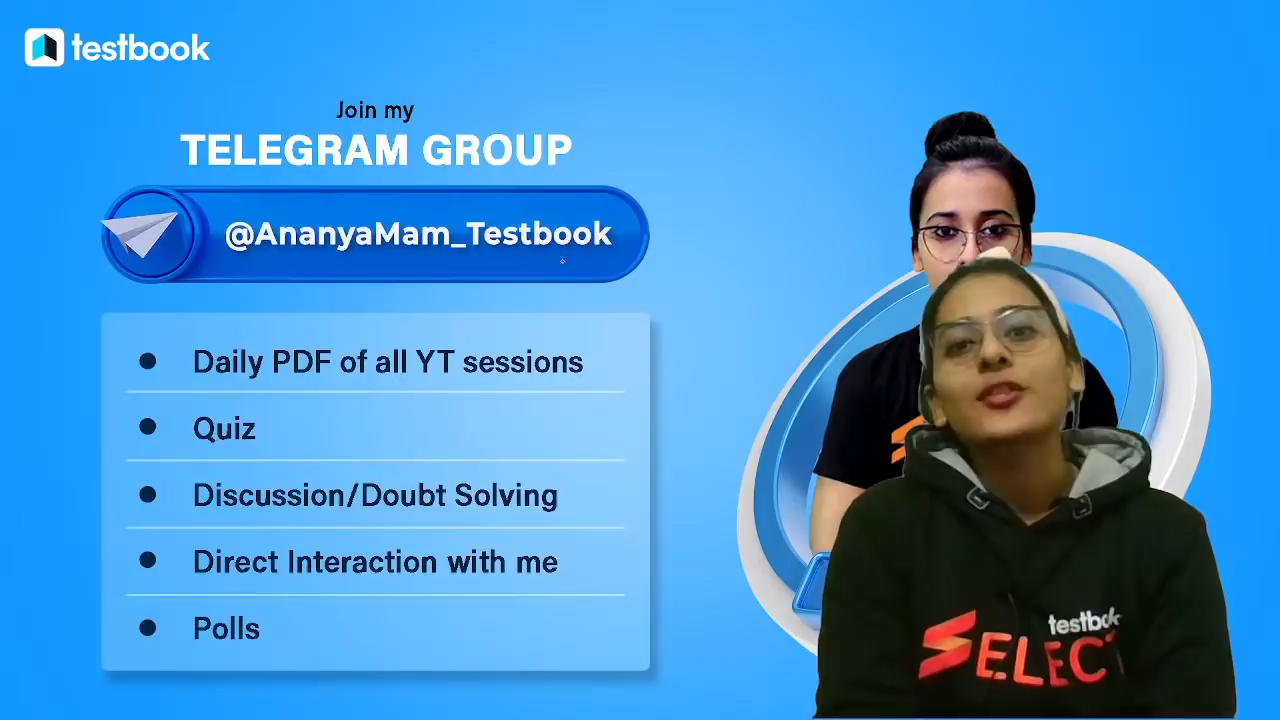 testbook
Join my
TELEGRAM GROUP
@AnanyaMam_Testbook
Daily PDF of all YT sessions
Quiz
Discussion/Doubt Solving
Direct Interaction with me
Polls
testbook
SELECT